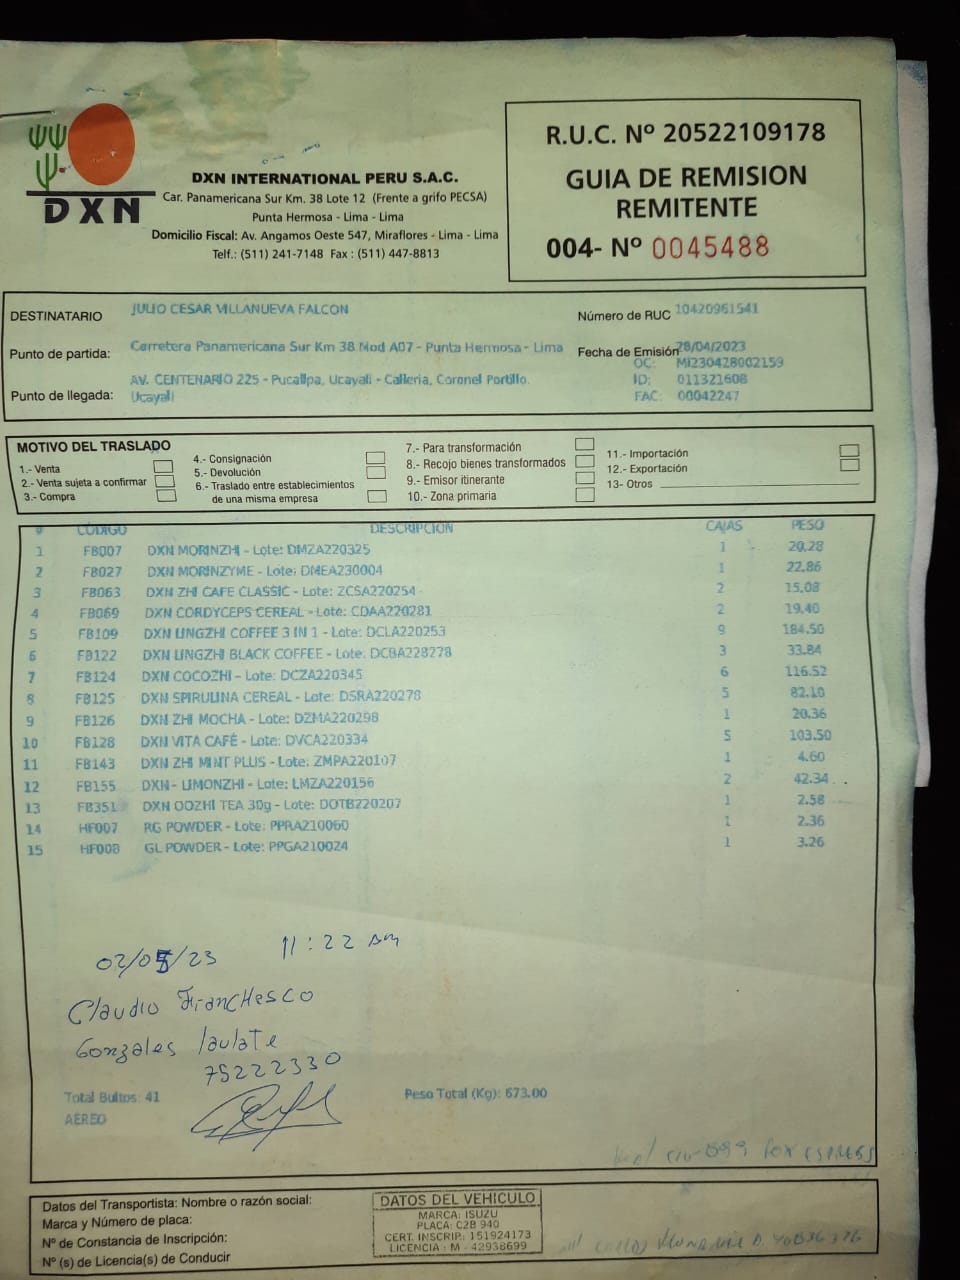 DXN
DXN INTERNATIONAL PERU S.A.C.
Car. Panamericana Sur Km. 38 Lote 12 (Frente a grifo PECSA)
Punta Hermosa - Lima - Lima
Domicilio Fiscal: Av. Angamos Oeste 547, Miraflores - Lima - Lima
Telf.: (511) 241-7148 Fax : (511) 447-8813
R.U.C. Nº 20522109178
GUIA DE REMISION
REMITENTE
004- Nº 0045488
DESTINATARIO JULIO CESAR VILLANUEVA FALCON Número de RUC 10420961541
Punto de partida: Carretera Panamericana Sur Km 38 Mod A07 - Punta Hermosa - Lima Fecha de Emisión 28/04/2023
OC: MI230428002159
Punto de llegada: AV. CENTENARIO 225 - Pucallpa, Ucayali - Calleria, Coronel Portillo. ID: 011321608
Ucayali FAC: 00042247
MOTIVO DEL TRASLADO
1.- Venta
2.- Venta sujeta a confirmar
3.- Compra
4.- Consignación
5.- Devolución
6.- Traslado entre establecimientos
de una misma empresa
7.- Para transformación
8.- Recojo bienes transformados
9.- Emisor itinerante
10.- Zona primaria
11.- Importación
12.- Exportación
13- Otros
# CÓDIGO DESCRIPCION CAJAS PESO
1 FB007 DXN MORINZHI - Lote: DMZA220325 1 20.28
2 FB027 DXN MORINZYME - Lote: DMEA230004 1 22.86
3 FB063 DXN ZHI CAFE CLASSIC - Lote: ZCSA220254 2 15.08
4 FB069 DXN CORDYCEPS CEREAL - Lote: CDAA220281 2 19.40
5 FB109 DXN LINGZHI COFFEE 3 IN 1 - Lote: DCLA220253 9 184.50
6 FB122 DXN LINGZHI BLACK COFFEE - Lote: DCBA228278 3 33.84
7 FB124 DXN COCOZHI - Lote: DCZA220345 6 116.52
8 FB125 DXN SPIRULINA CEREAL - Lote: DSRA220278 5 82.10
9 FB126 DXN ZHI MOCHA - Lote: DZMA220298 1 20.36
10 FB128 DXN VITA CAFÉ - Lote: DVCA220334 5 103.50
11 FB143 DXN ZHI MINT PLUS - Lote: ZMPA220107 1 4.60
12 FB155 DXN- LIMONZHI - Lote: LMZA220156 2 42.34
13 FB351 DXN OOZHI TEA 30g - Lote: DOTB220207 1 2.58
14 HF007 RG POWDER - Lote: PPRA210060 1 2.36
15 HF008 GL POWDER - Lote: PPGA210024 1 3.26
02/05/23 11:22 am
Claudio Franchesco
Gonzales laulate
75222330
Total Bultos: 41 Peso Total (Kg): 673.00
AEREO
Datos del Transportista: Nombre o razón social:
Marca y Número de placa:
Nº de Constancia de Inscripción:
Nº (s) de Licencia(s) de Conducir
DATOS DEL VEHICULO
MARCA: ISUZU
PLACA: C2B 940
CERT. INSCRIP.: 151924173
LICENCIA : M - 42938699